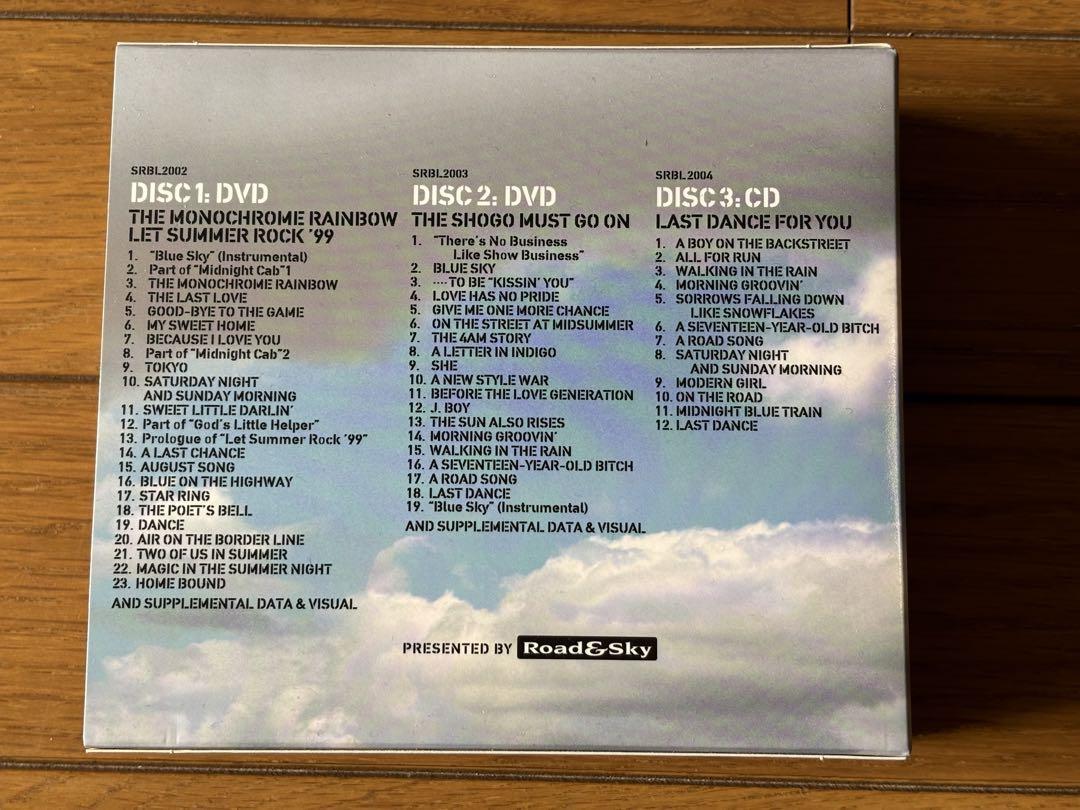 SRBL2002
DISC 1: DVD
THE MONOCHROME RAINBOW
LET SUMMER ROCK '99
1. "Blue Sky" (Instrumental)
2. Part of "Midnight Cab"1
3. THE MONOCHROME RAINBOW
4. THE LAST LOVE
5. GOOD-BYE TO THE GAME
6. MY SWEET HOME
7. BECAUSE I LOVE YOU
8. Part of "Midnight Cab"2
9. TOKYO
10. SATURDAY NIGHT
AND SUNDAY MORNING
11. SWEET LITTLE DARLIN'
12. Part of "God's Little Helper"
13. Prologue of "Let Summer Rock '99"
14. A LAST CHANCE
15. AUGUST SONG
16. BLUE ON THE HIGHWAY
17. STAR RING
18. THE POET'S BELL
19. DANCE
20. AIR ON THE BORDER LINE
21. TWO OF US IN SUMMER
22. MAGIC IN THE SUMMER NIGHT
23. HOME BOUND
AND SUPPLEMENTAL DATA & VISUAL
SRBL2003
DISC 2: DVD
THE SHOGO MUST GO ON
1. "There's No Business
Like Show Business"
2. BLUE SKY
3. ····TO BE "KISSIN' YOU"
4. LOVE HAS NO PRIDE
5. GIVE ME ONE MORE CHANCE
6. ON THE STREET AT MIDSUMMER
7. THE 4AM STORY
8. A LETTER IN INDIGO
9. SHE
10. A NEW STYLE WAR
11. BEFORE THE LOVE GENERATION
12. J. BOY
13. THE SUN ALSO RISES
14. MORNING GROOVIN'
15. WALKING IN THE RAIN
16. A SEVENTEEN-YEAR-OLD BITCH
17. A ROAD SONG
18. LAST DANCE
19. "Blue Sky" (Instrumental)
AND SUPPLEMENTAL DATA & VISUAL
SRBL2004
DISC 3: CD
LAST DANCE FOR YOU
1. A BOY ON THE BACKSTREET
2. ALL FOR RUN
3. WALKING IN THE RAIN
4. MORNING GROOVIN'
5. SORROWS FALLING DOWN
LIKE SNOWFLAKES
6. A SEVENTEEN-YEAR-OLD BITCH
7. A ROAD SONG
8. SATURDAY NIGHT
AND SUNDAY MORNING
9. MODERN GIRL
10. ON THE ROAD
11. MIDNIGHT BLUE TRAIN
12. LAST DANCE
PRESENTED BY Road&Sky